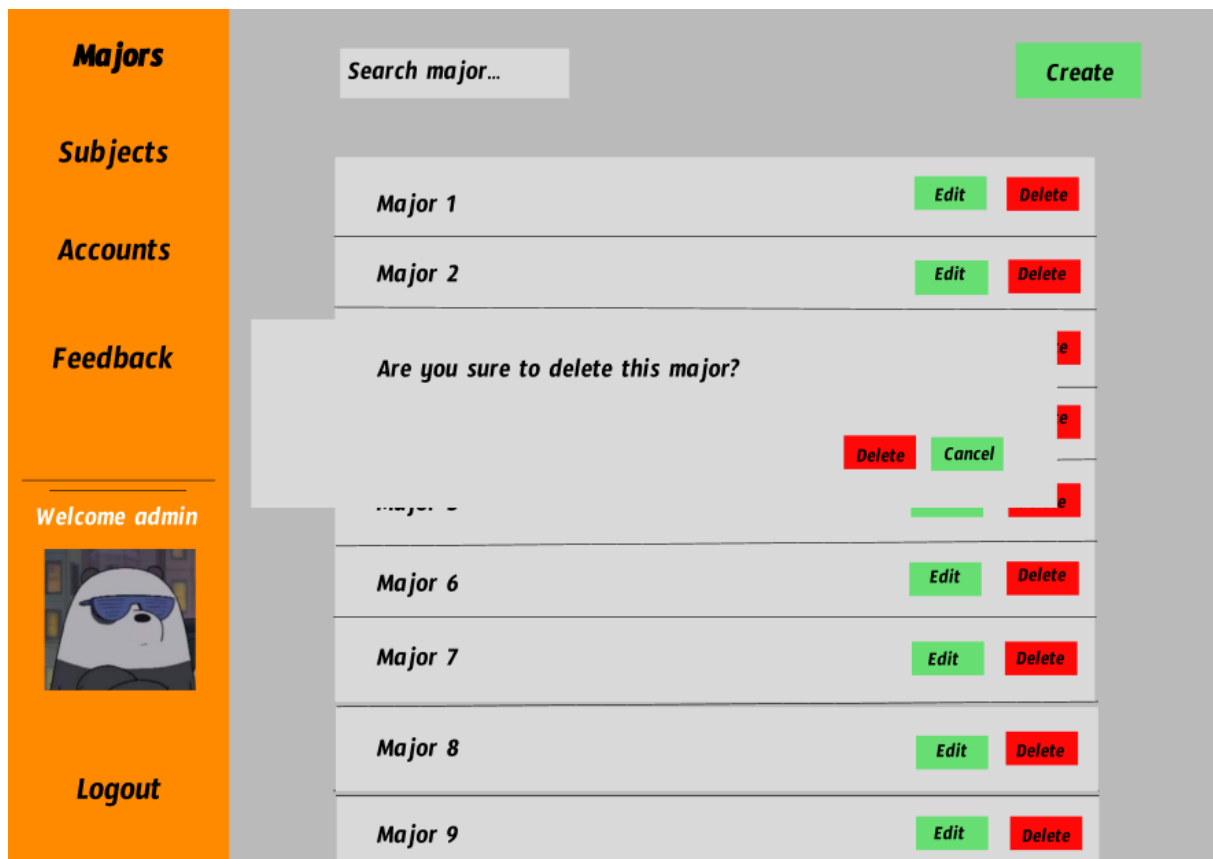 Majors
Subjects
Accounts
Feedback
Welcome admin
Logout
Search major...
Create
Major 1 Edit Delete
Major 2 Edit Delete
Are you sure to delete this major?
Delete Cancel
Major 6 Edit Delete
Major 7 Edit Delete
Major 8 Edit Delete
Major 9 Edit Delete